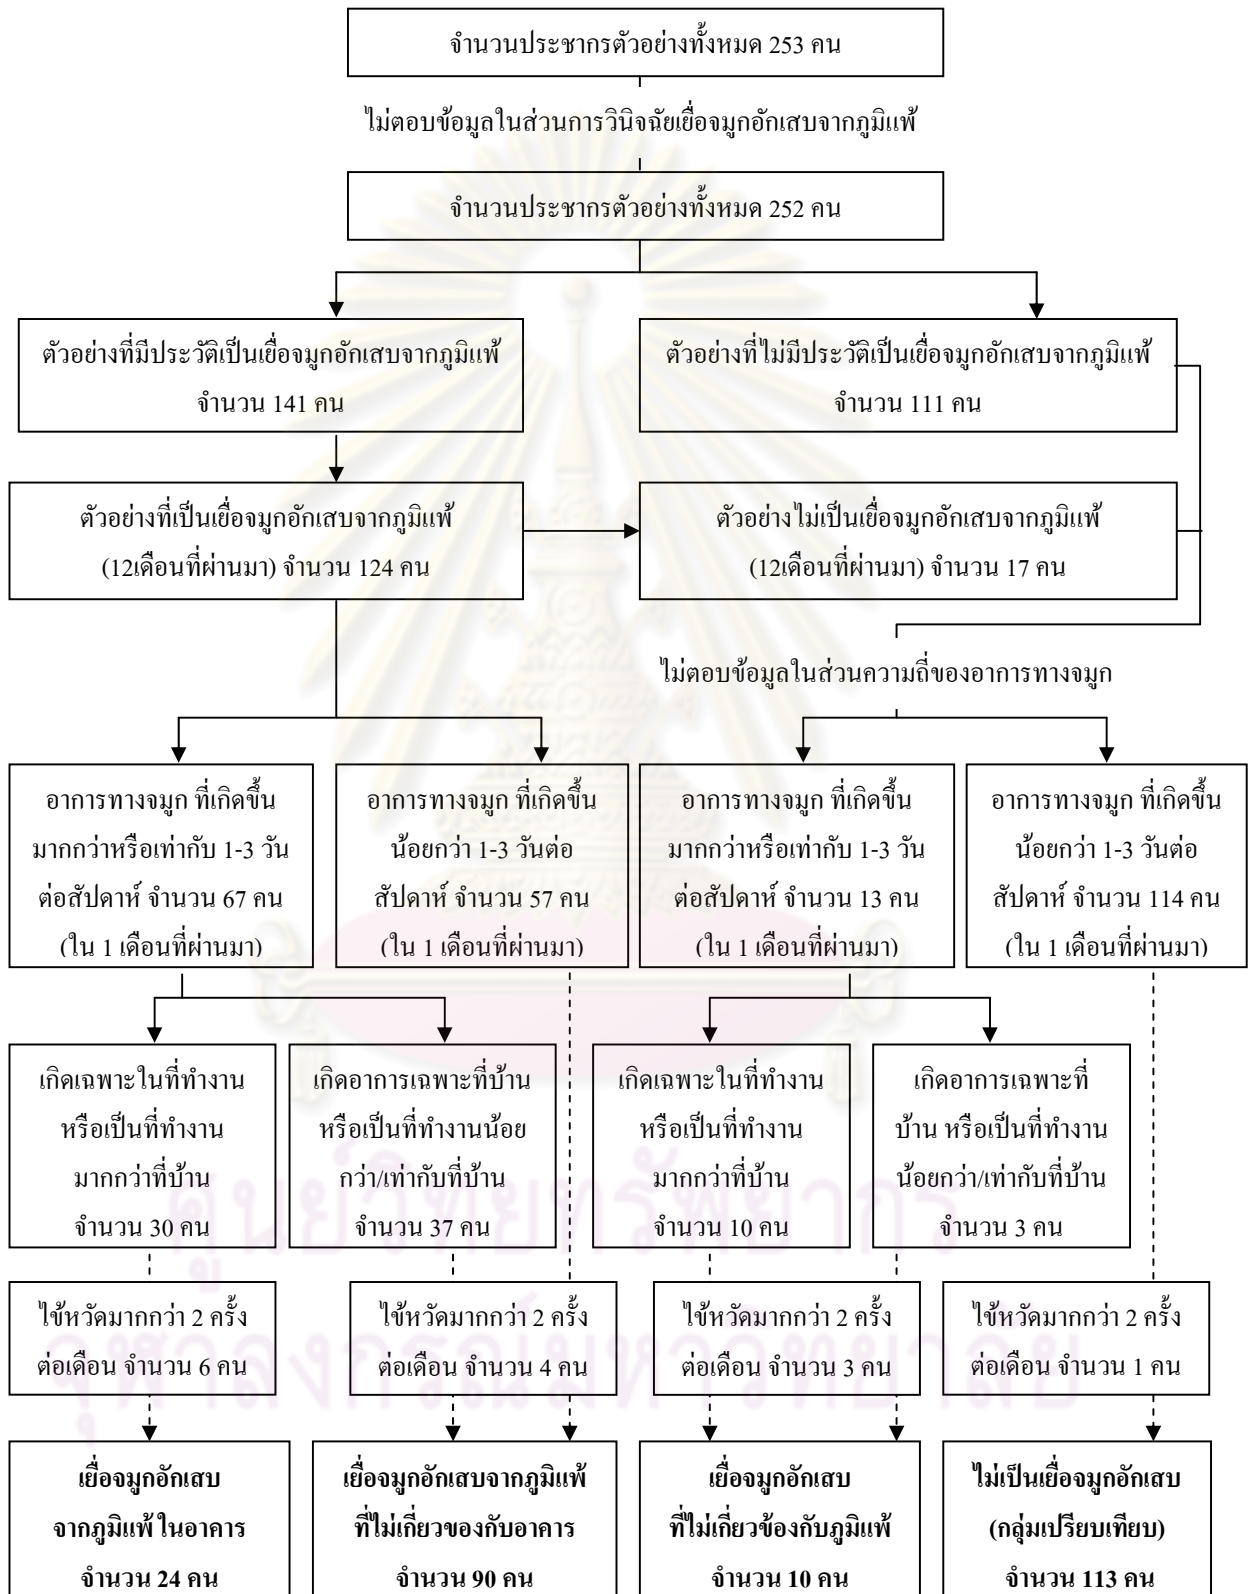 จำนวนประชากรตัวอย่างทั้งหมด 253 คน
ไม่ตอบข้อมูลในส่วนการวินิจฉัยเยื่อจมูกอักเสบจากภูมิแพ้
จำนวนประชากรตัวอย่างทั้งหมด 252 คน
ตัวอย่างที่มีประวัติเป็นเยื่อจมูกอักเสบจากภูมิแพ้
จำนวน 141 คน
ตัวอย่างที่ไม่มีประวัติเป็นเยื่อจมูกอักเสบจากภูมิแพ้
จำนวน 111 คน
ตัวอย่างที่เป็นเยื่อจมูกอักเสบจากภูมิแพ้
(12เดือนที่ผ่านมา) จำนวน 124 คน
ตัวอย่างไม่เป็นเยื่อจมูกอักเสบจากภูมิแพ้
(12เดือนที่ผ่านมา) จำนวน 17 คน
ไม่ตอบข้อมูลในส่วนความถี่ของอาการทางจมูก
อาการทางจมูก ที่เกิดขึ้น
มากกว่าหรือเท่ากับ 1-3 วัน
ต่อสัปดาห์ จำนวน 67 คน
(ใน 1 เดือนที่ผ่านมา)
อาการทางจมูก ที่เกิดขึ้น
น้อยกว่า 1-3 วันต่อ
สัปดาห์ จำนวน 57 คน
(ใน 1 เดือนที่ผ่านมา)
อาการทางจมูก ที่เกิดขึ้น
มากกว่าหรือเท่ากับ 1-3 วัน
ต่อสัปดาห์ จำนวน 13 คน
(ใน 1 เดือนที่ผ่านมา)
อาการทางจมูก ที่เกิดขึ้น
น้อยกว่า 1-3 วันต่อ
สัปดาห์ จำนวน 114 คน
(ใน 1 เดือนที่ผ่านมา)
เกิดเฉพาะในที่ทำงาน
หรือเป็นที่ทำงาน
มากกว่าที่บ้าน
จำนวน 30 คน
เกิดอาการเฉพาะที่บ้าน
หรือเป็นที่ทำงานน้อย
กว่า/เท่ากับที่บ้าน
จำนวน 37 คน
เกิดเฉพาะในที่ทำงาน
หรือเป็นที่ทำงาน
มากกว่าที่บ้าน
จำนวน 10 คน
เกิดอาการเฉพาะที่
บ้าน หรือเป็นที่ทำงาน
น้อยกว่า/เท่ากับที่บ้าน
จำนวน 3 คน
ศูนย์วิทยทรัพยากร
ไข้หวัดมากกว่า 2 ครั้ง
ต่อเดือน จำนวน 6 คน
ไข้หวัดมากกว่า 2 ครั้ง
ต่อเดือน จำนวน 4 คน
ไข้หวัดมากกว่า 2 ครั้ง
ต่อเดือน จำนวน 3 คน
ไข้หวัดมากกว่า 2 ครั้ง
ต่อเดือน จำนวน 1 คน
จุฬาลงกรณ์มหาวิทยาลัย
เยื่อจมูกอักเสบ
จากภูมิแพ้ ในอาคาร
จำนวน 24 คน
เยื่อจมูกอักเสบจากภูมิแพ้
ที่ไม่เกี่ยวของกับอาคาร
จำนวน 90 คน
เยื่อจมูกอักเสบ
ที่ไม่เกี่ยวข้องกับภูมิแพ้
จำนวน 10 คน
ไม่เป็นเยื่อจมูกอักเสบ
(กลุ่มเปรียบเทียบ)
จำนวน 113 คน